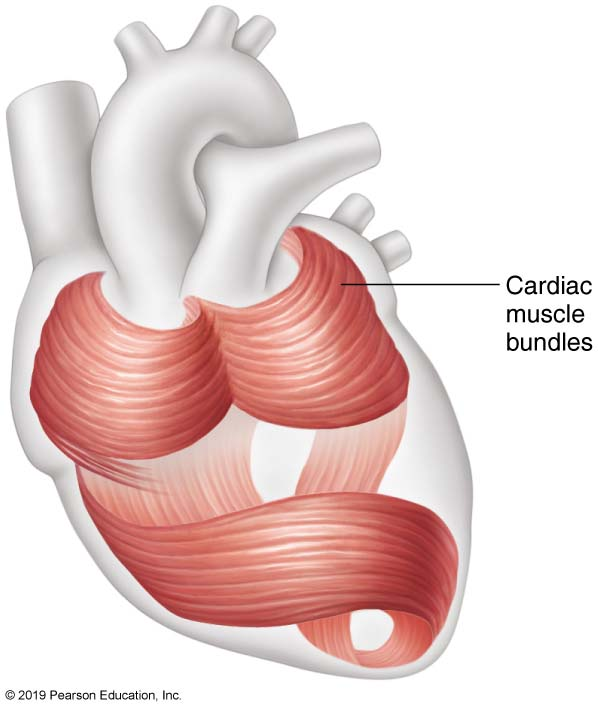 Cardiac
muscle
bundles
© 2019 Pearson Education, Inc.